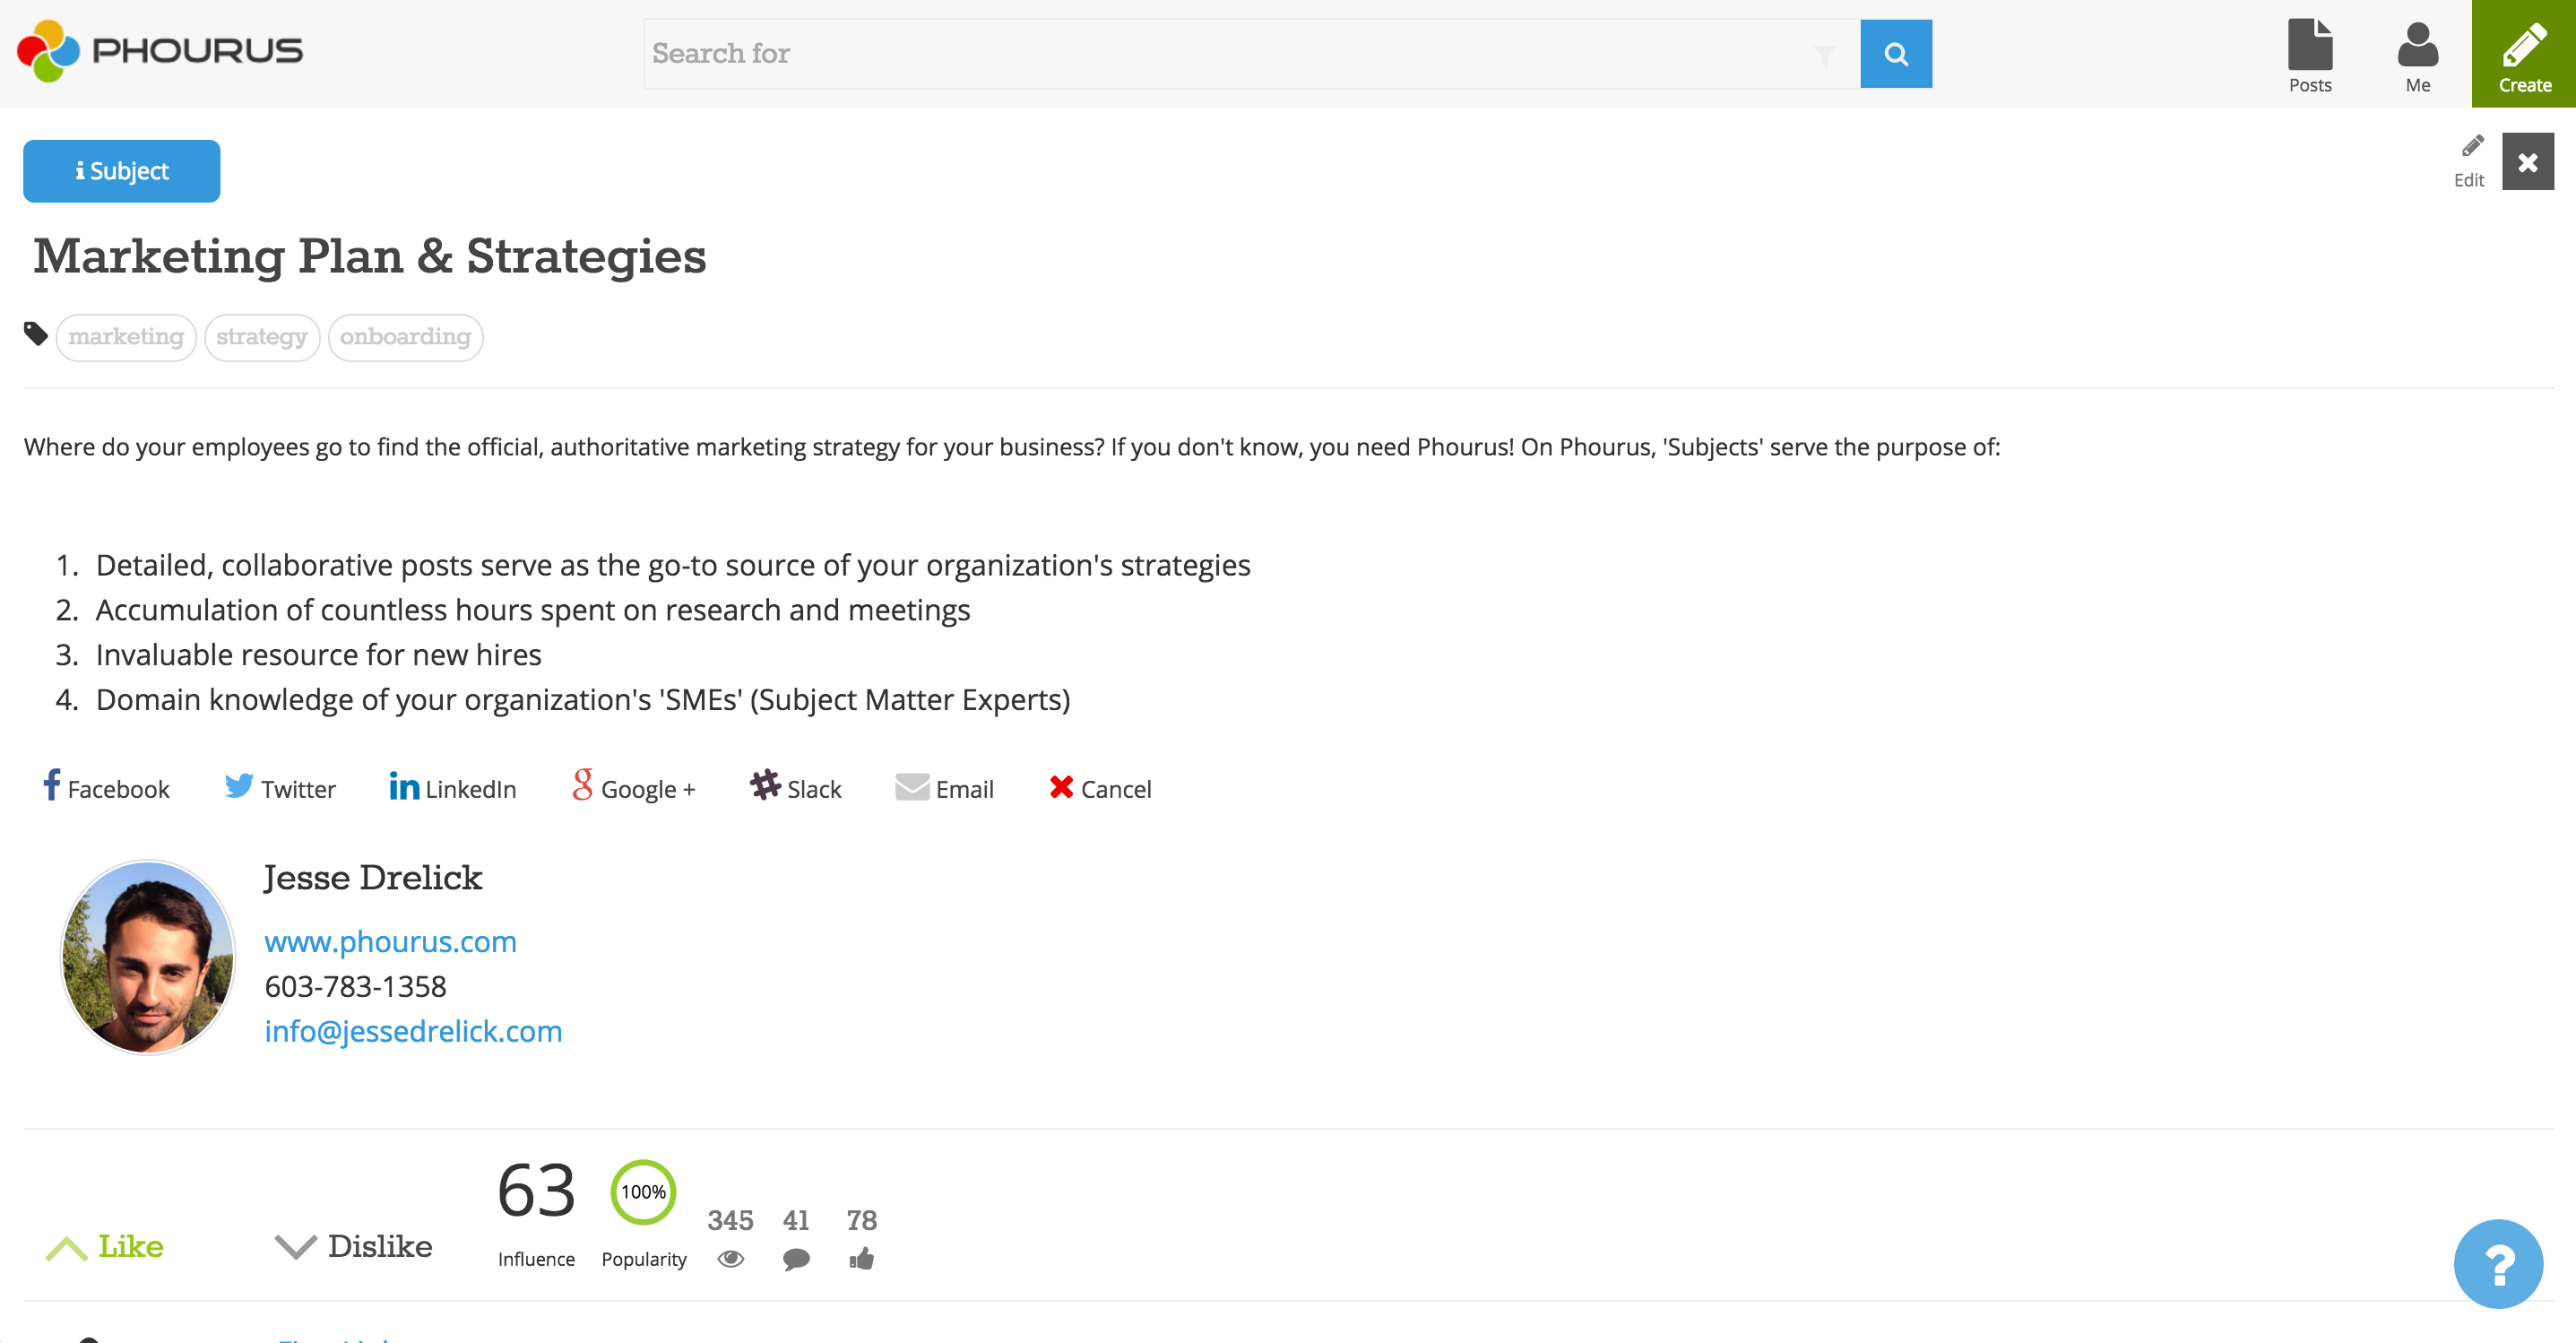 PHOURUS
Search for
Posts
Me
Create
Subject
Edit
Marketing Plan & Strategies
marketing
strategy
onboarding
Where do your employees go to find the official, authoritative marketing strategy for your business? If you don't know, you need Phourus! On Phourus, 'Subjects' serve the purpose of:
1. Detailed, collaborative posts serve as the go-to source of your organization's strategies
2. Accumulation of countless hours spent on research and meetings
3. Invaluable resource for new hires
4. Domain knowledge of your organization's 'SMEs' (Subject Matter Experts)
Facebook
Twitter
LinkedIn
Google +
Slack
Email
Cancel
Jesse Drelick
www.phourus.com
603-783-1358
info@jessedrelick.com
Like
Dislike
63
Influence
100%
Popularity
345
41
78
?